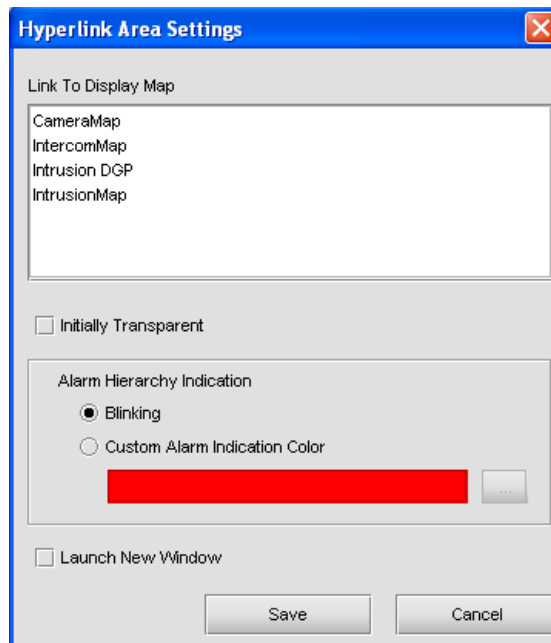 Hyperlink Area Settings
Link To Display Map
CameraMap
IntercomMap
Intrusion DGP
IntrusionMap
Initially Transparent
Alarm Hierarchy Indication
Blinking
Custom Alarm Indication Color
...
Launch New Window
Save Cancel